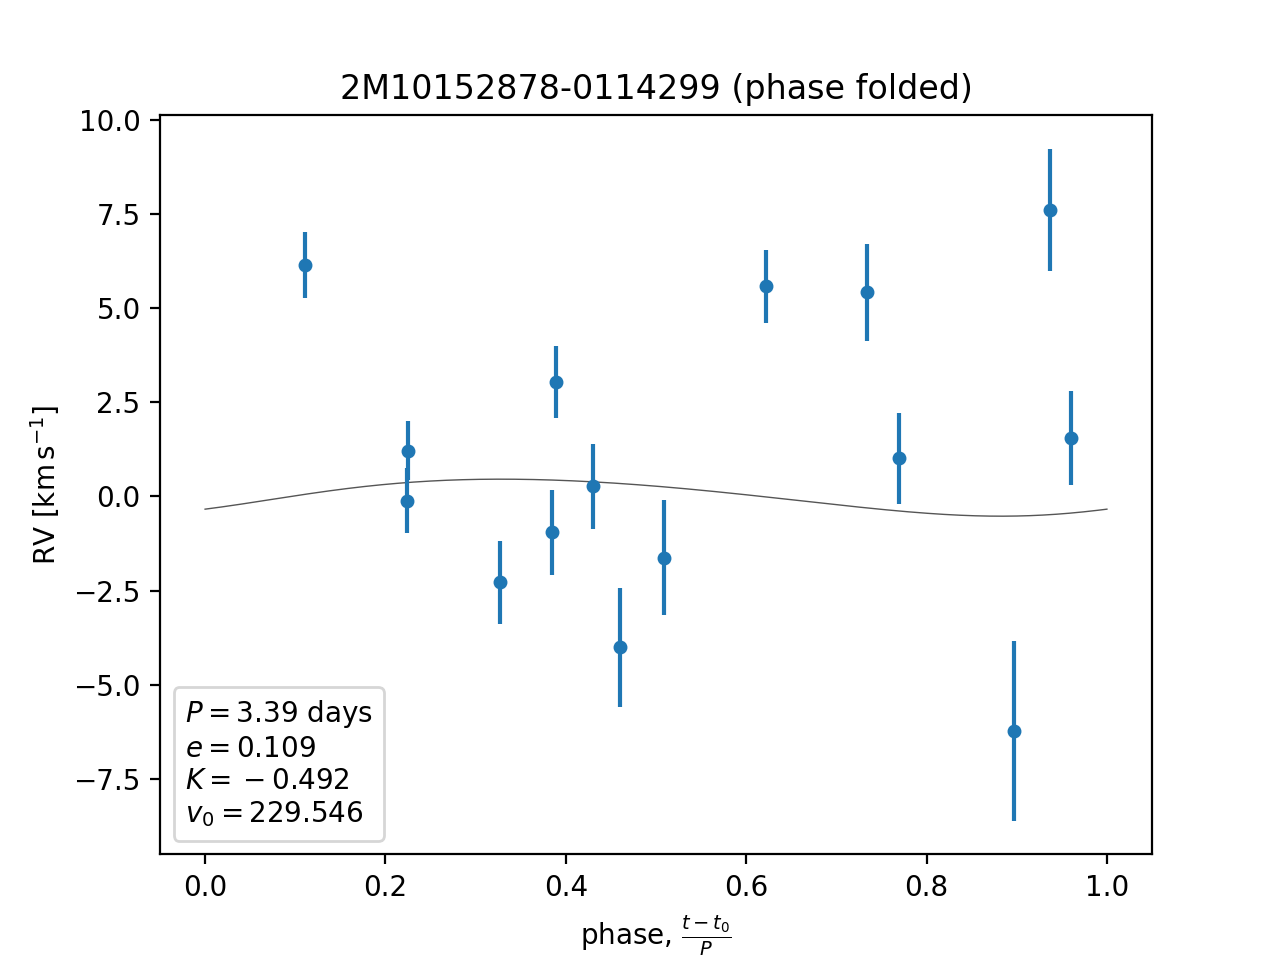 2M10152878-0114299 (phase folded)
10.0
7.5
5.0
2.5
0.0
−2.5
−5.0
−7.5
RV [km s⁻¹]
P = 3.39 days
e = 0.109
K = −0.492
v₀ = 229.546
0.0 0.2 0.4 0.6 0.8 1.0
phase, (t − t₀)/P